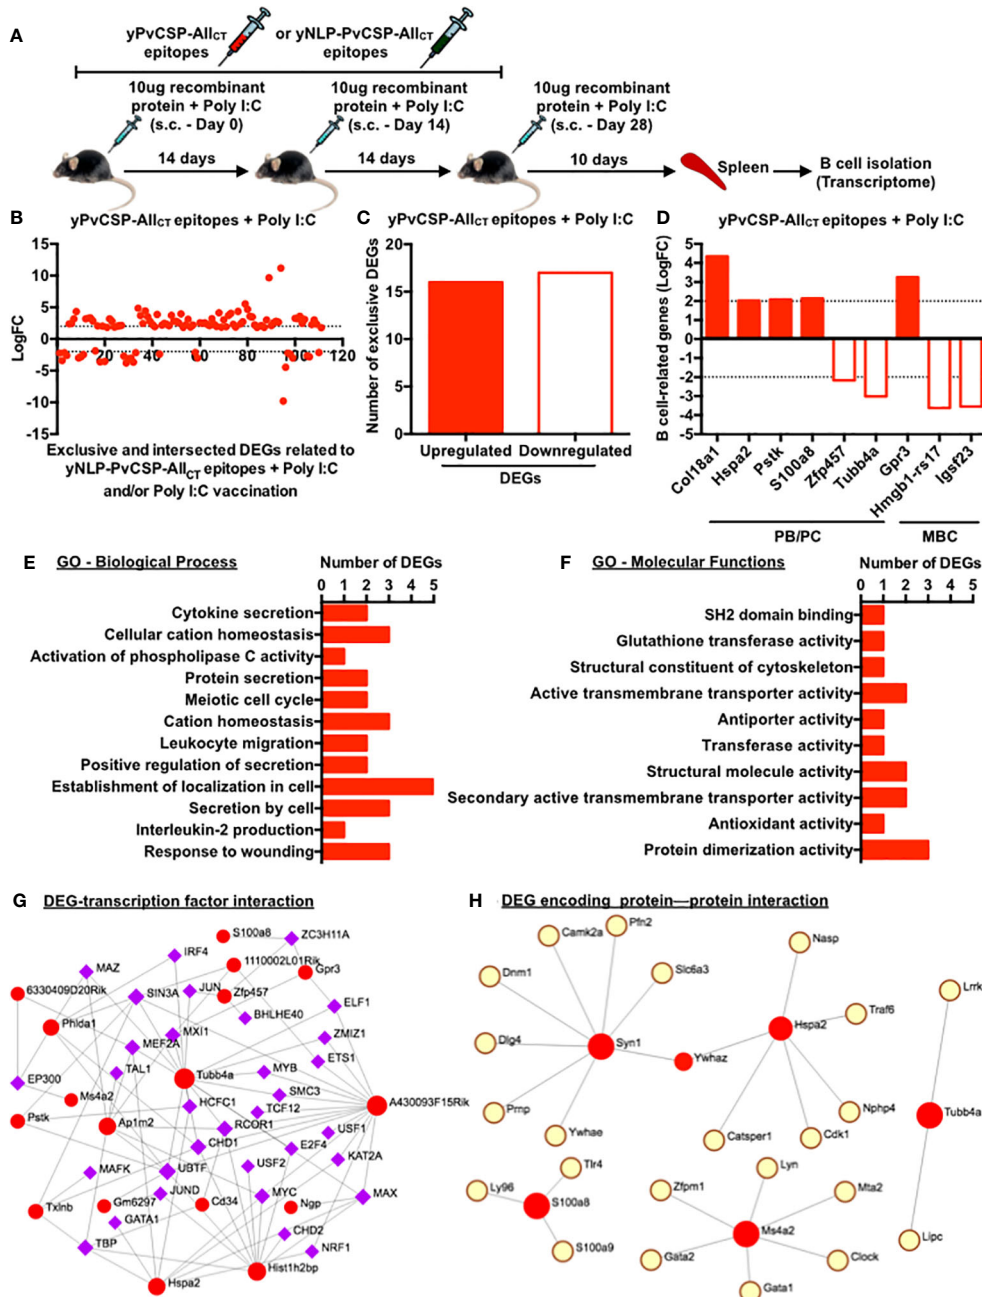 A
yPvCSP-AllCT epitopes
or yNLP-PvCSP-AllCT epitopes
10ug recombinant protein + Poly I:C (s.c. - Day 0)
10ug recombinant protein + Poly I:C (s.c. - Day 14)
10ug recombinant protein + Poly I:C (s.c. - Day 28)
14 days
14 days
10 days
Spleen
B cell isolation (Transcriptome)
B
yPvCSP-AllCT epitopes + Poly I:C
LogFC
15
10
5
0
-5
-10
-15
20
40
60
80
100
120
Exclusive and intersected DEGs related to
yNLP-PvCSP-AllCT epitopes + Poly I:C
and/or Poly I:C vaccination
C
yPvCSP-AllCT epitopes + Poly I:C
Number of exclusive DEGs
20
15
10
5
0
Upregulated
Downregulated
DEGs
D
yPvCSP-AllCT epitopes + Poly I:C
B cell-related genes (LogFC)
5
4
3
2
1
0
-1
-2
-3
-4
-5
Col18a1
Hspa2
Pstk
S100a8
Zfp457
Tubb4a
Gpr3
Hmgb1-rs17
Igsf23
PB/PC
MBC
E
GO - Biological Process
Number of DEGs
0 1 2 3 4 5
Cytokine secretion
Cellular cation homeostasis
Activation of phospholipase C activity
Protein secretion
Meiotic cell cycle
Cation homeostasis
Leukocyte migration
Positive regulation of secretion
Establishment of localization in cell
Secretion by cell
Interleukin-2 production
Response to wounding
F
GO - Molecular Functions
Number of DEGs
0 1 2 3 4 5
SH2 domain binding
Glutathione transferase activity
Structural constituent of cytoskeleton
Active transmembrane transporter activity
Antiporter activity
Transferase activity
Structural molecule activity
Secondary active transmembrane transporter activity
Antioxidant activity
Protein dimerization activity
G
DEG-transcription factor interaction
S100a8
ZC3H11A
IRF4
1110002L01Rik
Gpr3
MAZ
6330409D20Rik
SIN3A
JUN
Zfp457
ELF1
BHLHE40
Phlda1
MXI1
ZMIZ1
MEF2A
ETS1
TAL1
Tubb4a
MYB
EP300
SMC3
Ms4a2
HCFC1
TCF12
A430093F15Rik
Pstk
Ap1m2
RCOR1
USF1
CHD1
E2F4
KAT2A
MAFK
UBTF
USF2
JUND
MYC
MAX
Txlnb
Gm6297
Cd34
Ngp
GATA1
CHD2
TBP
NRF1
Hspa2
Hist1h2bp
H
DEG encoding protein—protein interaction
Camk2a
Pfn2
Nasp
Dnm1
Slc6a3
Lrrk
Traf6
Dlg4
Syn1
Hspa2
Ywhaz
Prnp
Nphp4
Tubb4a
Ywhae
Catsper1
Cdk1
Tlr4
Lyn
Ly96
Zfpm1
Mta2
S100a8
Ms4a2
Lipc
S100a9
Gata2
Clock
Gata1